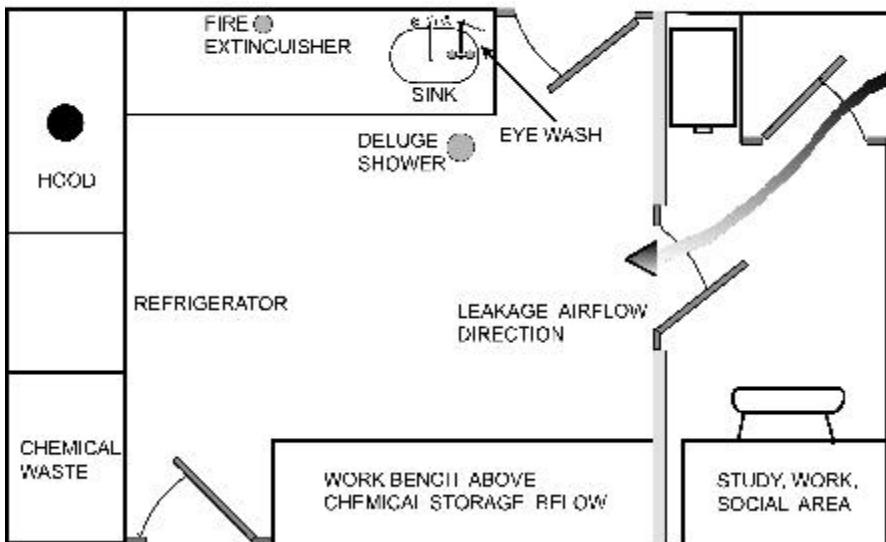 FIRE
EXTINGUISHER
SINK
EYE WASH
DELUGE
SHOWER
HOOD
REFRIGERATOR
LEAKAGE AIRFLOW
DIRECTION
CHEMICAL
WASTE
WORK BENCH ABOVE
CHEMICAL STORAGE BELOW
STUDY, WORK,
SOCIAL AREA